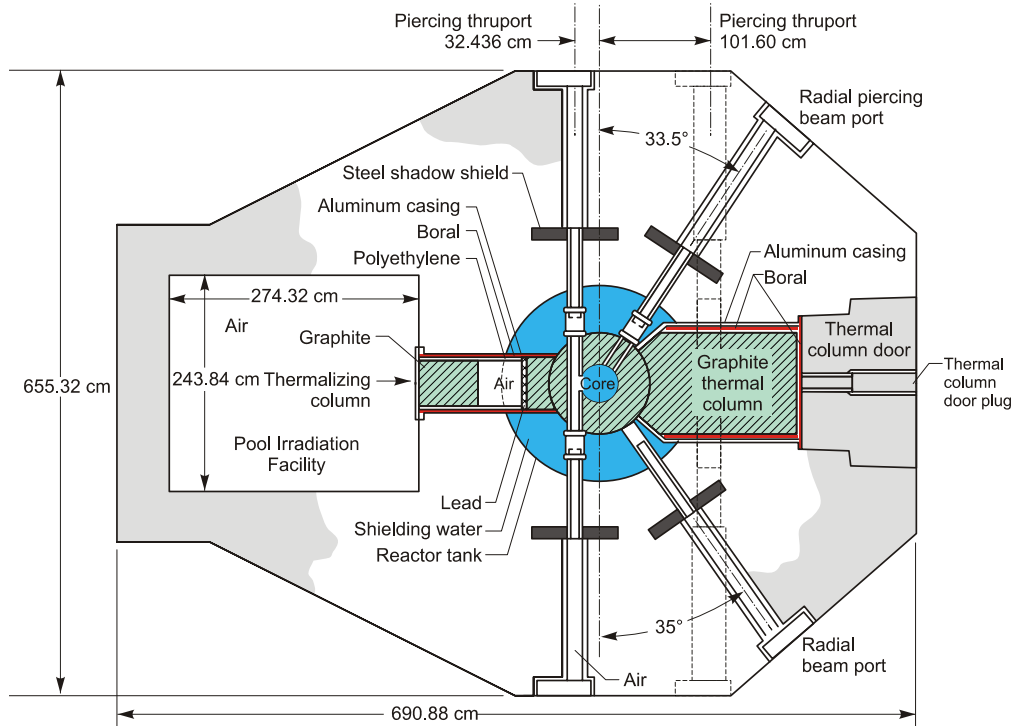 Piercing thruport
32.436 cm
Piercing thruport
101.60 cm
Radial piercing
beam port
33.5°
Steel shadow shield
Aluminum casing
Boral
Polyethylene
Aluminum casing
Boral
274.32 cm
Air
Graphite
Thermal
column door
655.32 cm
243.84 cm
Thermalizing
column
Air
Core
Graphite
thermal
column
Thermal
column
door plug
Pool Irradiation
Facility
Lead
Shielding water
Reactor tank
35°
Radial
beam port
Air
690.88 cm